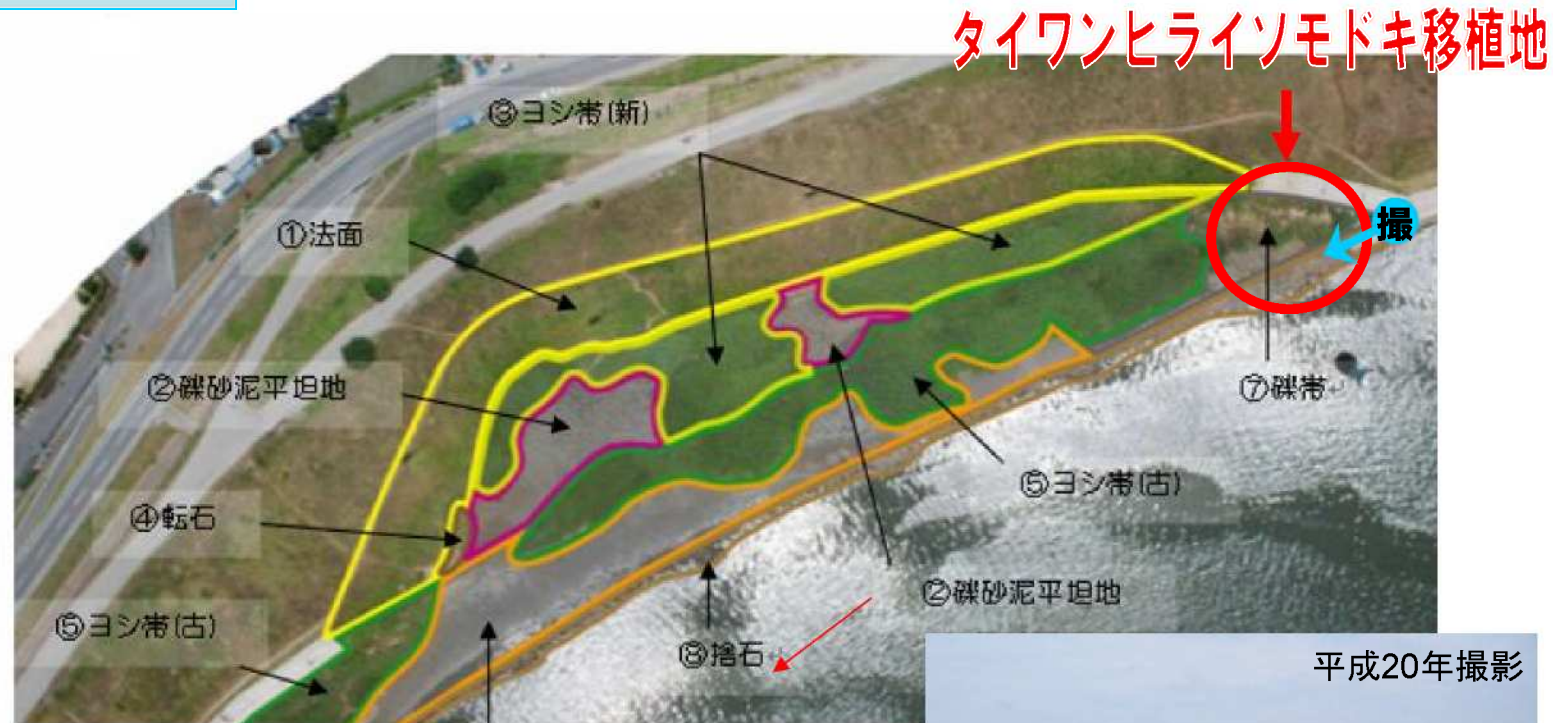 タイワンヒライソモドキ移植地
③ヨシ帯(新)
①法面
撮
②礫砂泥平坦地
⑦礫帯
⑤ヨシ帯(古)
④転石
②礫砂泥平坦地
⑤ヨシ帯(古)
⑧捨石
平成20年撮影